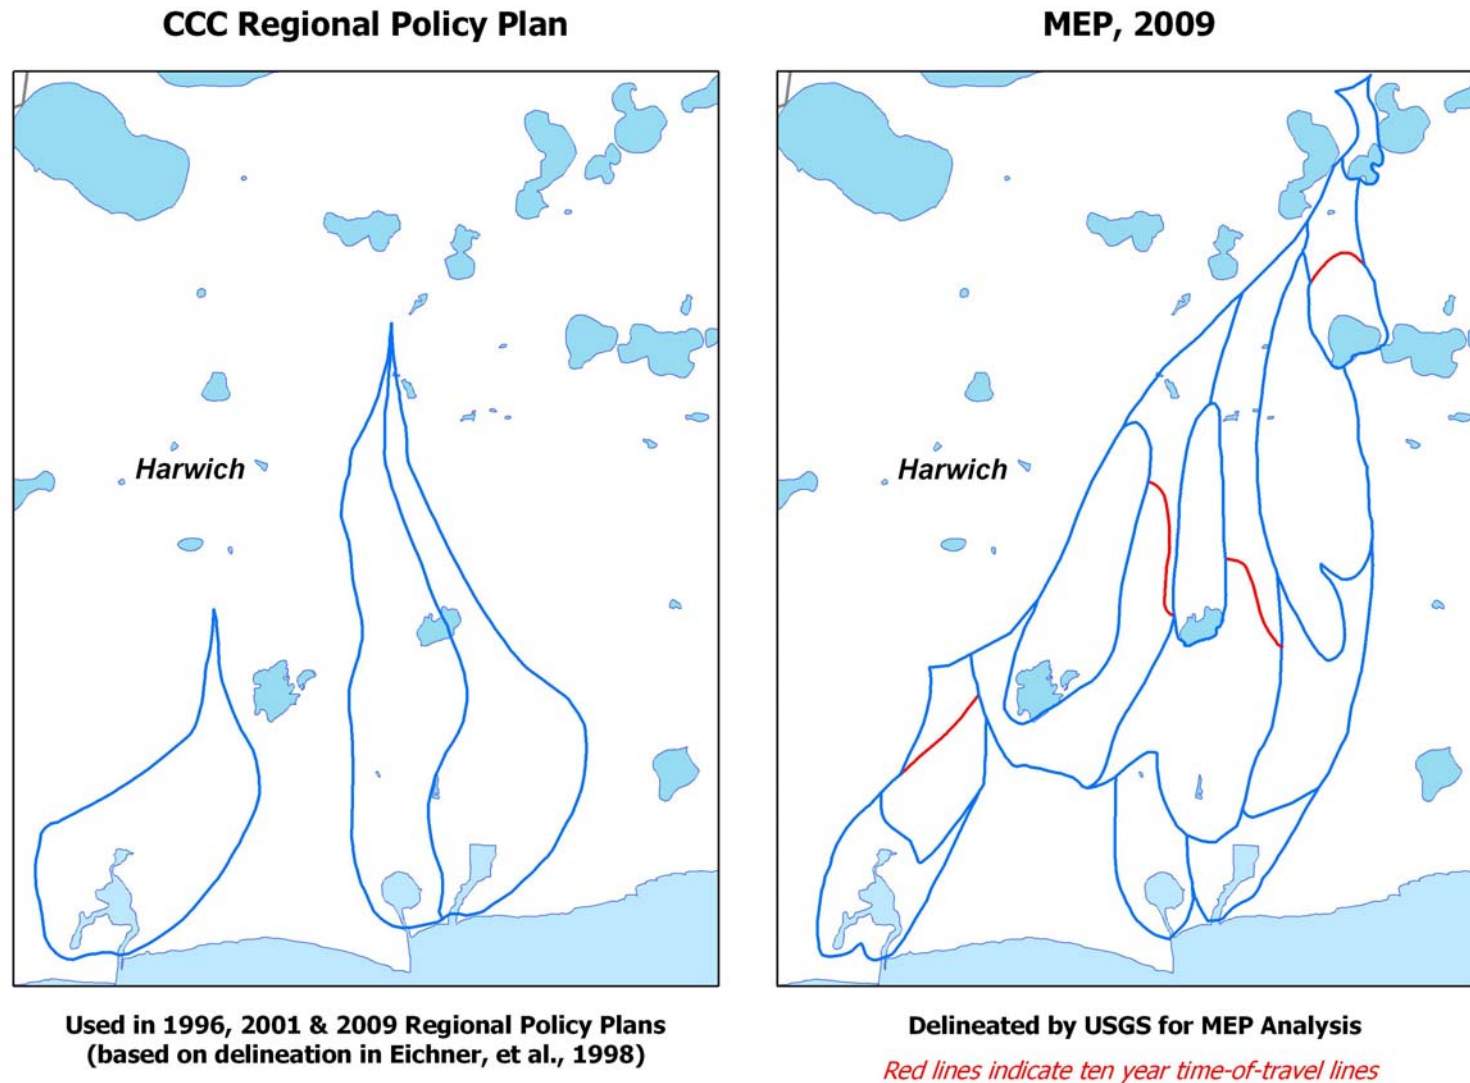 CCC Regional Policy Plan
MEP, 2009
Harwich
Harwich
Used in 1996, 2001 & 2009 Regional Policy Plans
(based on delineation in Eichner, et al., 1998)
Delineated by USGS for MEP Analysis
Red lines indicate ten year time-of-travel lines